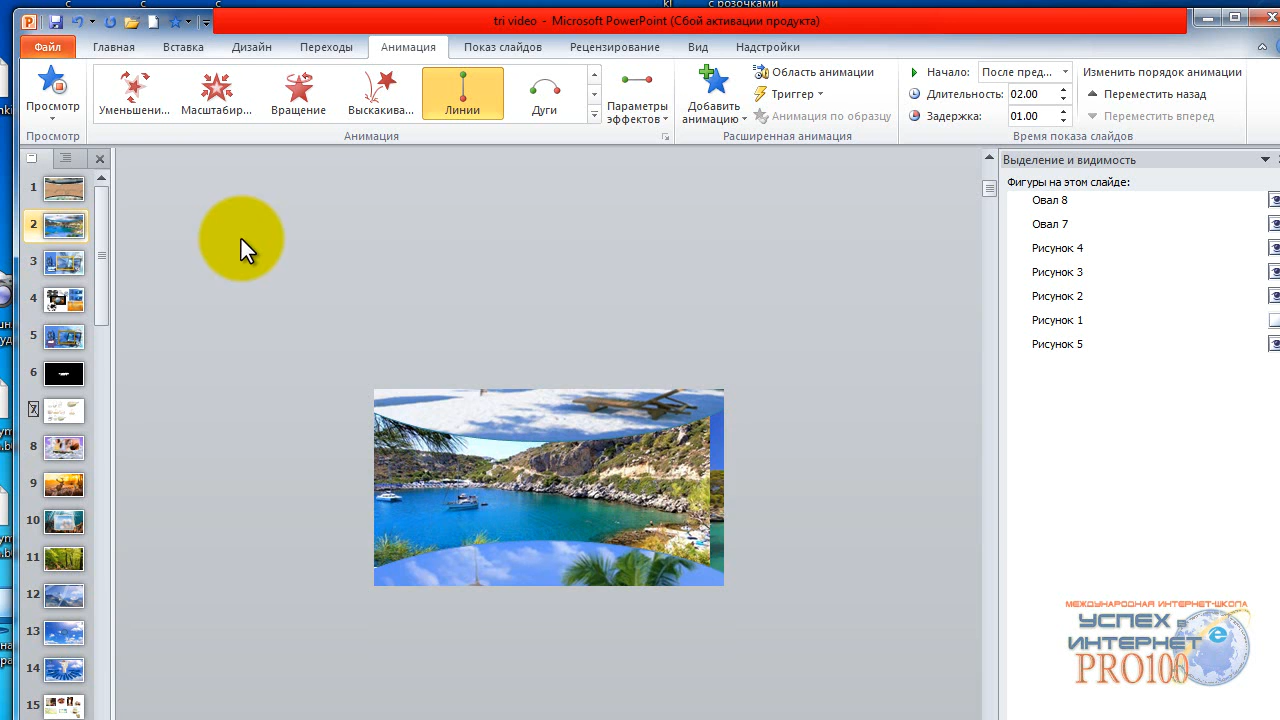 с с с
kl с розочками
tri video - Microsoft PowerPoint (Сбой активации продукта)
Файл Главная Вставка Дизайн Переходы Анимация Показ слайдов Рецензирование Вид Надстройки
Просмотр
Уменьшени... Масштабир... Вращение Выскакива... Линии Дуги
Параметры эффектов
Добавить анимацию
Область анимации
Триггер
Анимация по образцу
Начало: После пред...
Длительность: 02.00
Задержка: 01.00
Изменить порядок анимации
Переместить назад
Переместить вперед
Просмотр Анимация Расширенная анимация Время показа слайдов
1
2
3
4
5
6
7
8
9
10
11
12
13
14
15
Выделение и видимость
Фигуры на этом слайде:
Овал 8
Овал 7
Рисунок 4
Рисунок 3
Рисунок 2
Рисунок 1
Рисунок 5
МЕЖДУНАРОДНАЯ ИНТЕРНЕТ-ШКОЛА
УСПЕХ в
ИНТЕРНЕТ
PRO100